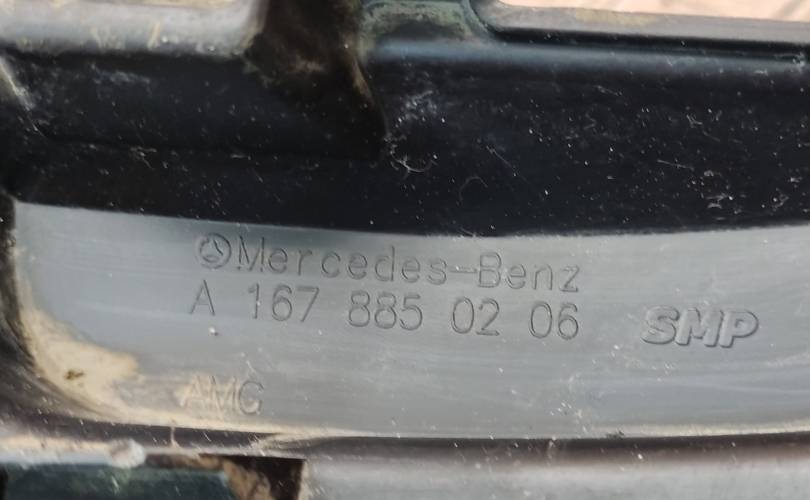 Mercedes-Benz
A 167 885 02 06
SMP
AMG